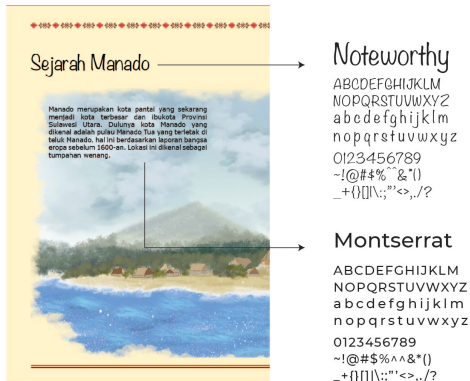 Sejarah Manado
Manado merupakan kota pantai yang sekarang
menjadi kota terbesar dan ibukota Provinsi
Sulawesi Utara. Dulunya kota Manado yang
dikenal adalah pulau Manado Tua yang terletak di
teluk Nanado. hal ini berdasarkan laporan bangsa
eropa sebelum 1600-an. Lokasi ini dikenal sebagai
tumpahan wenang.
Noteworthy
ABCDEFGHIJKLM
NOPQRSTUVWXYZ
abcdefghijklm
nopqrstuvwxyz
0123456789
~!@#$%^^&*()
_+{}[]|\:;"'<>,./?
Montserrat
ABCDEFGHIJKLM
NOPQRSTUVWXYZ
abcdefghijklm
nopqrstuvwxyz
0123456789
~!@#$%^^&*()
_+{}[]|\:;"'<>,./?